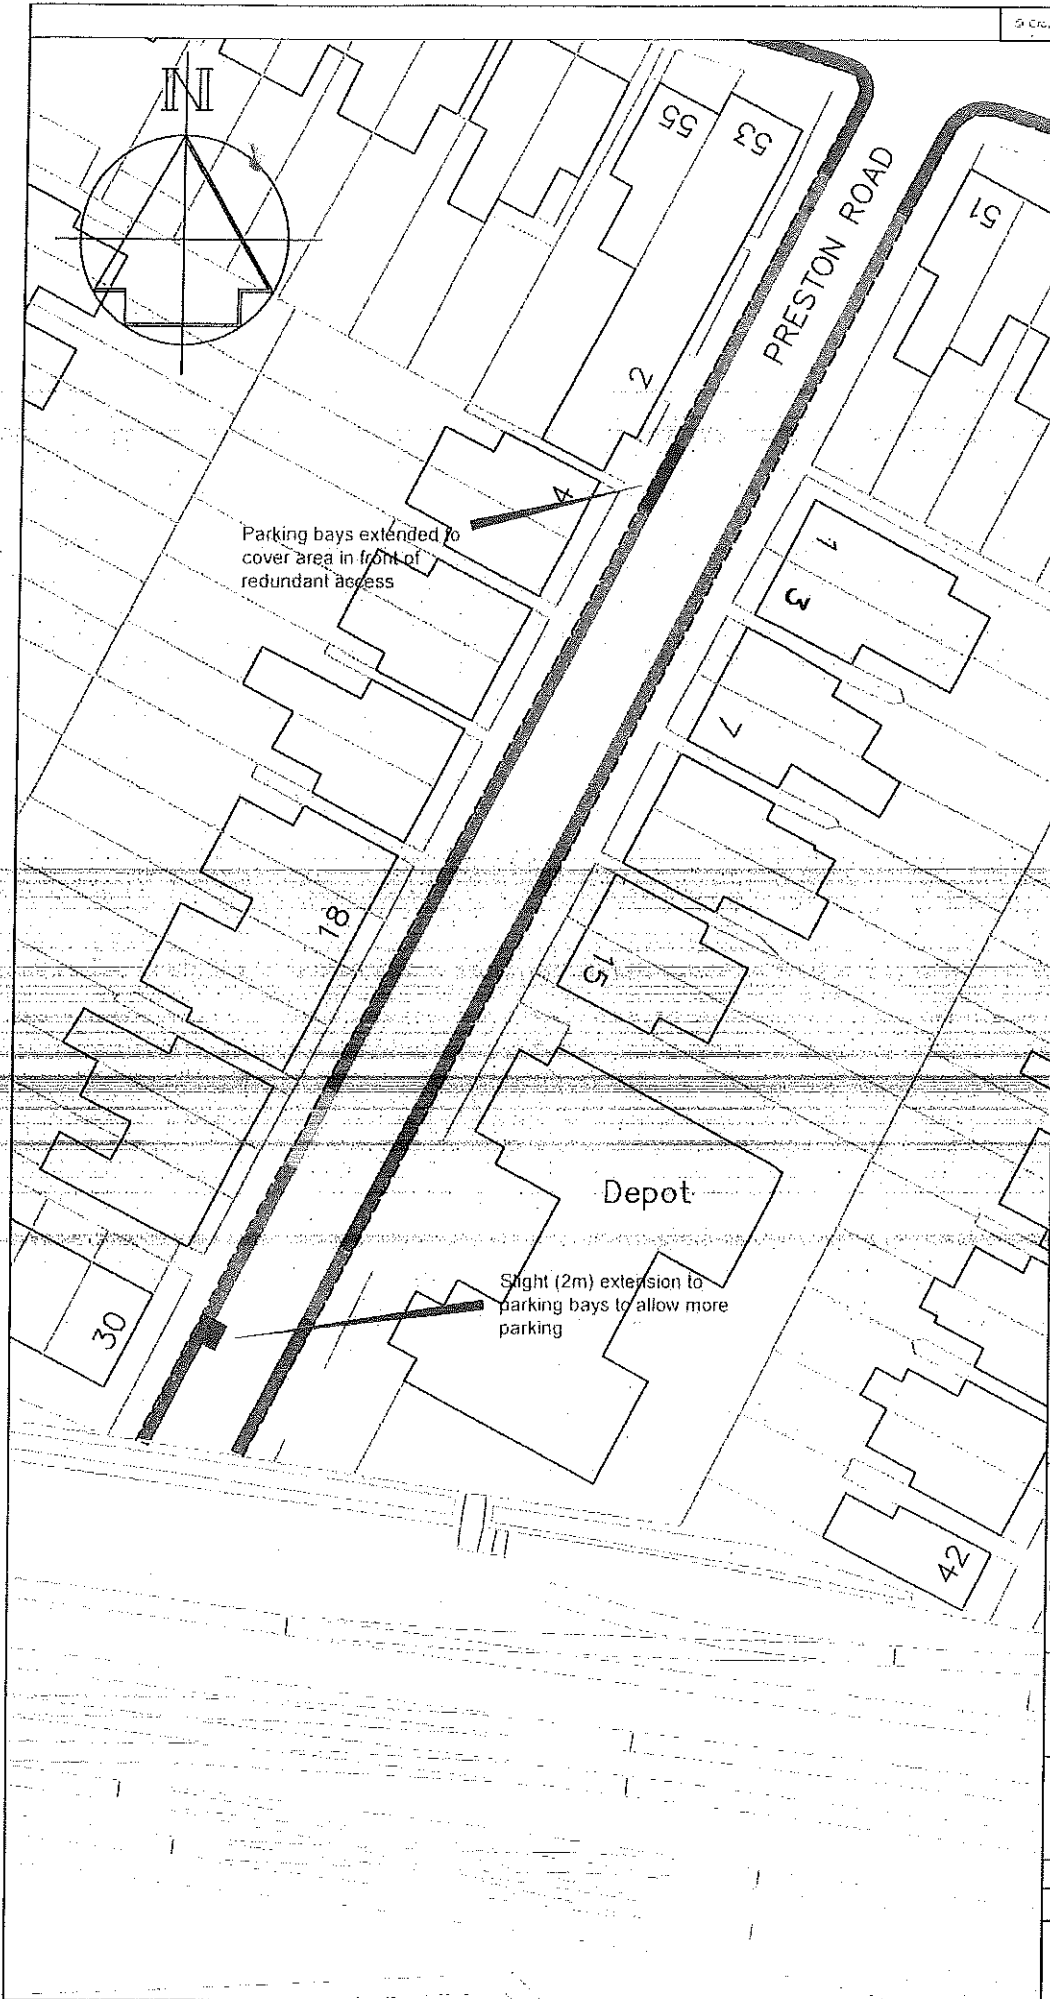 N
55
53
51
PRESTON ROAD
2
4
Parking bays extended to
cover area in front of
redundant access
1
3
7
18
15
Depot
Slight (2m) extension to
parking bays to allow more
parking
30
42